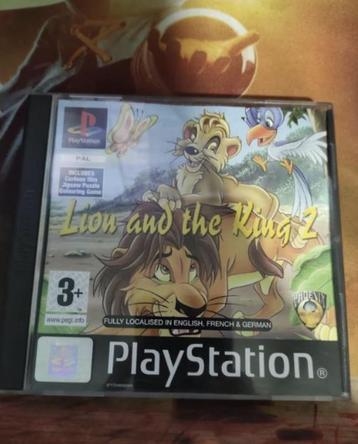 PlayStation
PAL
INCLUDES
Cartoon film
Jigsaw Puzzle
Colouring Game
Lion and the King 2
3+
www.pegi.info
PHOENIX
FULLY LOCALISED IN ENGLISH, FRENCH & GERMAN
PlayStation®